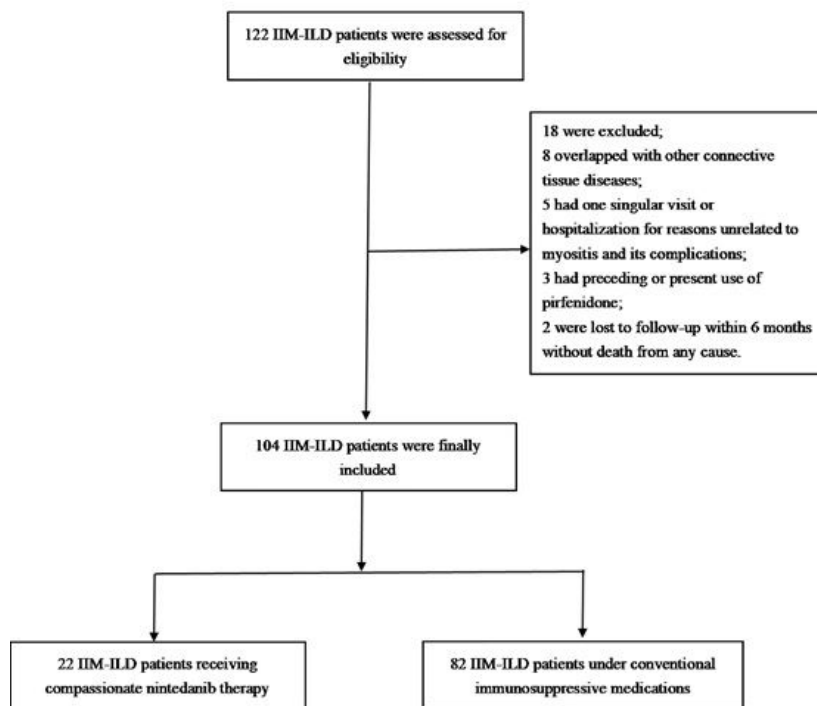 122 IIM-ILD patients were assessed for
eligibility
18 were excluded;
8 overlapped with other connective
tissue diseases;
5 had one singular visit or
hospitalization for reasons unrelated to
myositis and its complications;
3 had preceding or present use of
pirfenidone;
2 were lost to follow-up within 6 months
without death from any cause.
104 IIM-ILD patients were finally
included
22 IIM-ILD patients receiving
compassionate nintedanib therapy
82 IIM-ILD patients under conventional
immunosuppressive medications